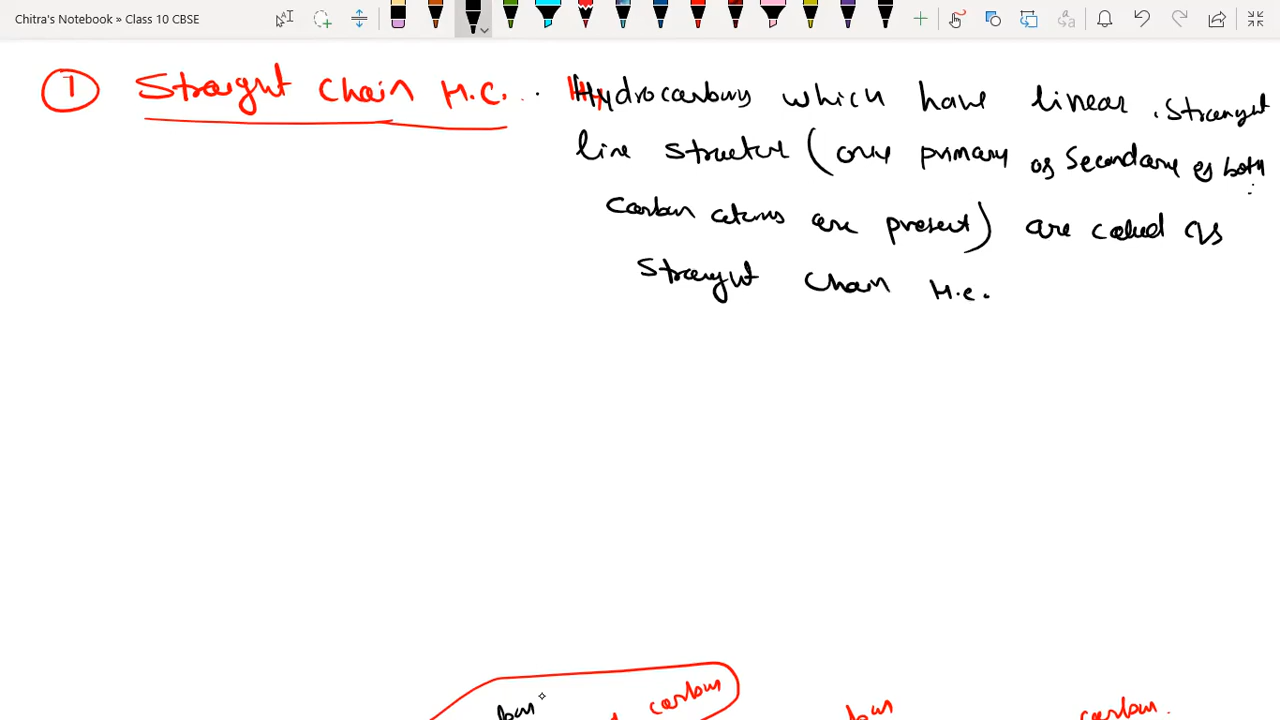 Chitra's Notebook » Class 10 CBSE
1 Straight Chain H.C. . Hydrocarbons which have linear, straight
line structure (only primary or secondary or both
carbon atoms are present) are called as
straight chain H.C.
carbon
carbon.